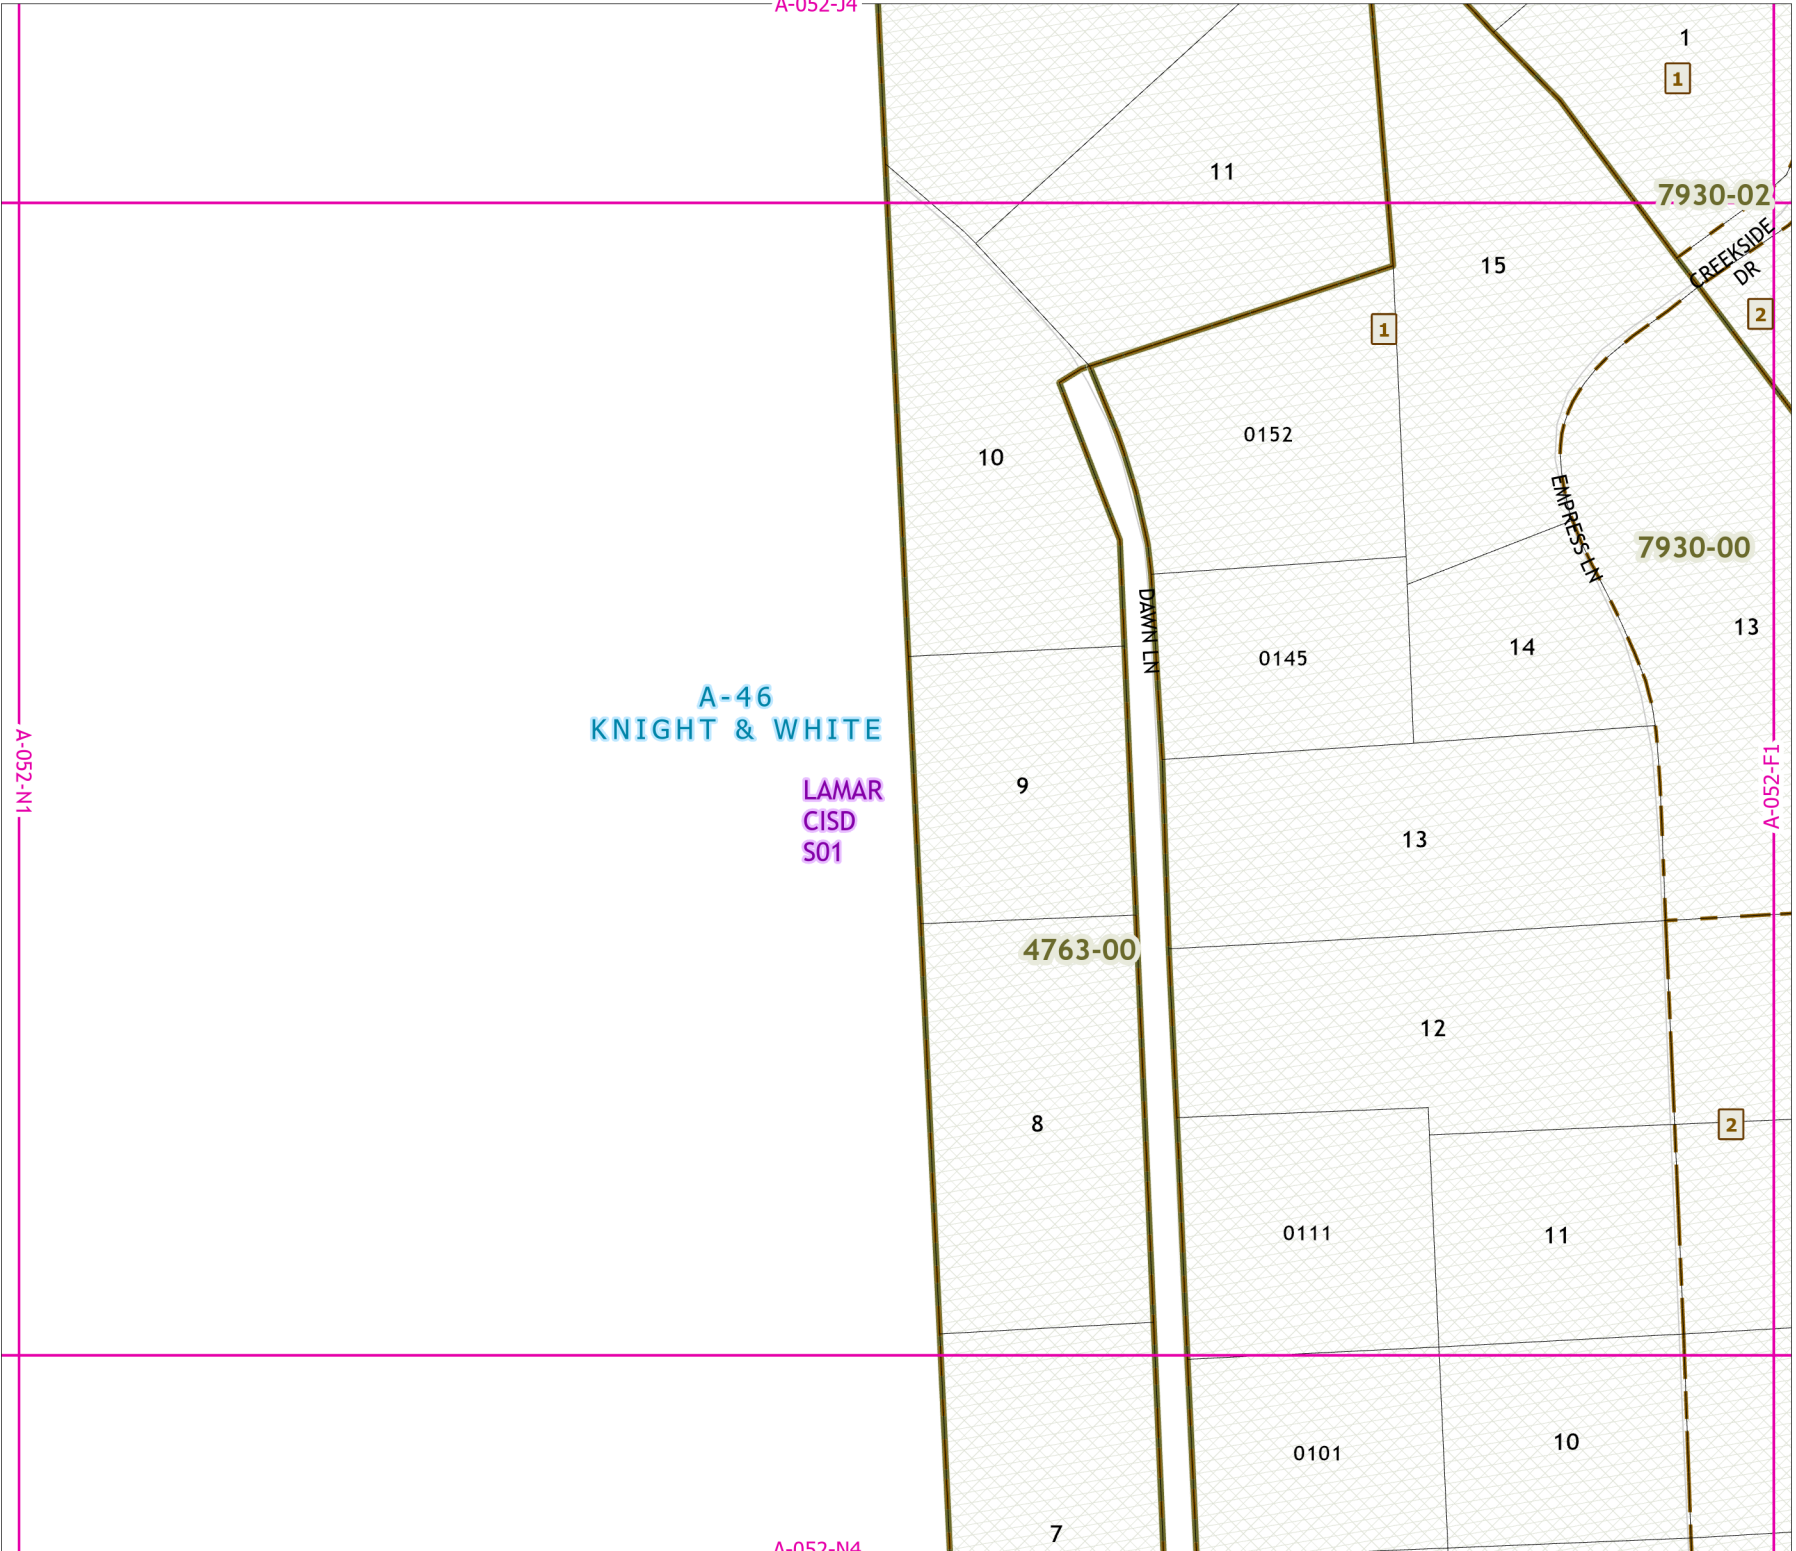 A-052-J4
1
1
11
7930-02
CREEKSIDE
DR
15
2
1
0152
10
EMPRESS LN
7930-00
DAWN LN
13
14
0145
A-46
KNIGHT & WHITE
A-052-N1
LAMAR
CISD
S01
9
A-052-F1
13
4763-00
12
8
2
0111
11
10
0101
7
A-052-N4